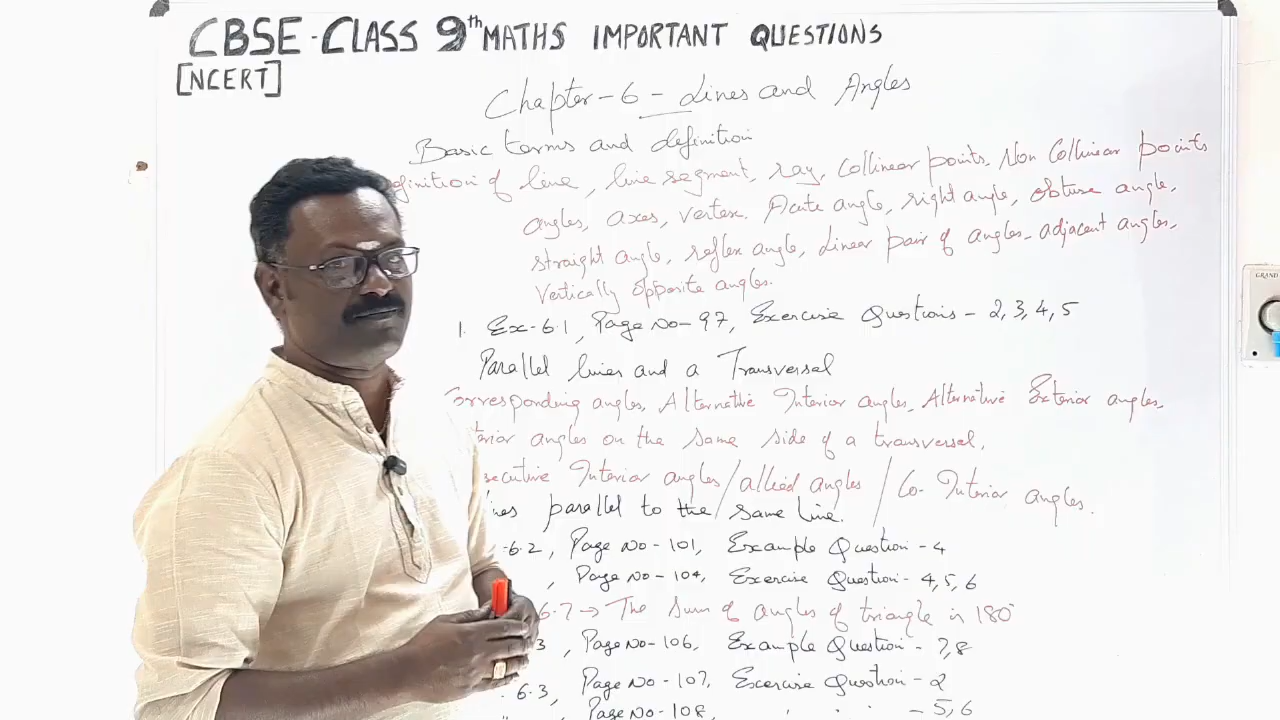 CBSE-CLASS 9th MATHS IMPORTANT QUESTIONS
[NCERT]
Chapter-6 - Lines and Angles
Basic terms and definition
efinition of line, line segment, ray, Collinear points, Non Collinear points
angles, axes, vertex. Acute angle, right angle, obtuse angle,
straight angle, reflex angle, Linear pair of angles, adjacent angles,
Vertically opposite angles.
1. Ex-6.1, Page No-97, Exercise Questions - 2, 3, 4, 5
Parallel lines and a Transversal
Corresponding angles, Alternative Interior angles, Alternative Exterior angles,
terior angles on the same side of a transversal.
secutive Interior angles/allied angles / Co-Interior angles.
nes parallel to the same line.
-6.2, Page No-101, Example Question -4
, Page No-104, Exercise Question - 4, 5, 6
6.7 → The Sum of angles of triangle is 180°
3, Page No-106, Example Question - 7, 8
6.3, Page No-107, Exercise Question - 2
" Page No-108, - 5, 6
GRAND